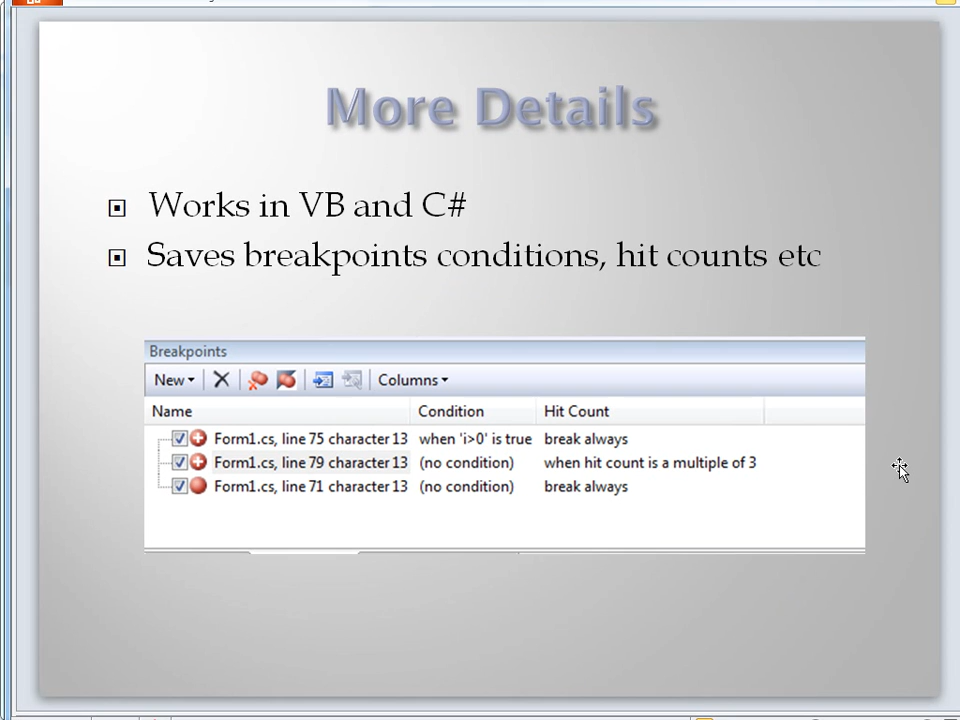 More Details
Works in VB and C#
Saves breakpoints conditions, hit counts etc
Breakpoints
New Columns
Name Condition Hit Count
Form1.cs, line 75 character 13 when 'i>0' is true break always
Form1.cs, line 79 character 13 (no condition) when hit count is a multiple of 3
Form1.cs, line 71 character 13 (no condition) break always